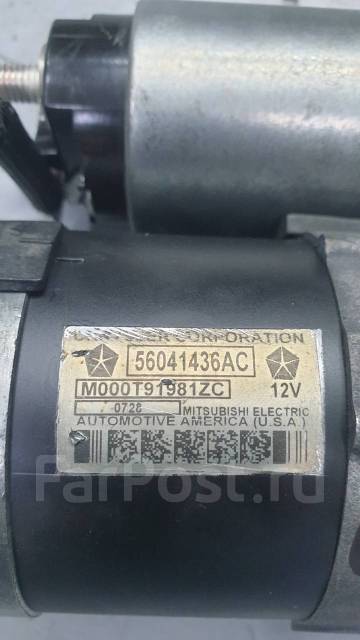 CHRYSLER CORPORATION
56041436AC
M000T91981ZC 12V
0728 MITSUBISHI ELECTRIC
AUTOMOTIVE AMERICA (U.S.A.)
FarPost.ru